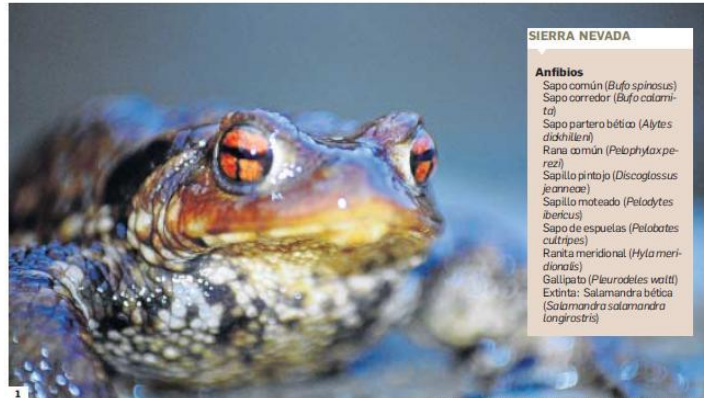 SIERRA NEVADA
Anfibios
Sapo común (Bufo spinosus)
Sapo corredor (Bufo calami-
ta)
Sapo partero bético (Alytes
dickhilleni)
Rana común (Pelophylax pe-
rezi)
Sapillo pintojo (Discoglossus
jeanneae)
Sapillo moteado (Pelodytes
ibericus)
Sapo de espuelas (Pelobates
cultripes)
Ranita meridional (Hyla meri-
dionalis)
Gallipato (Pleurodeles waltl)
Extinta: Salamandra bética
(Salamandra salamandra
longirostris)
1